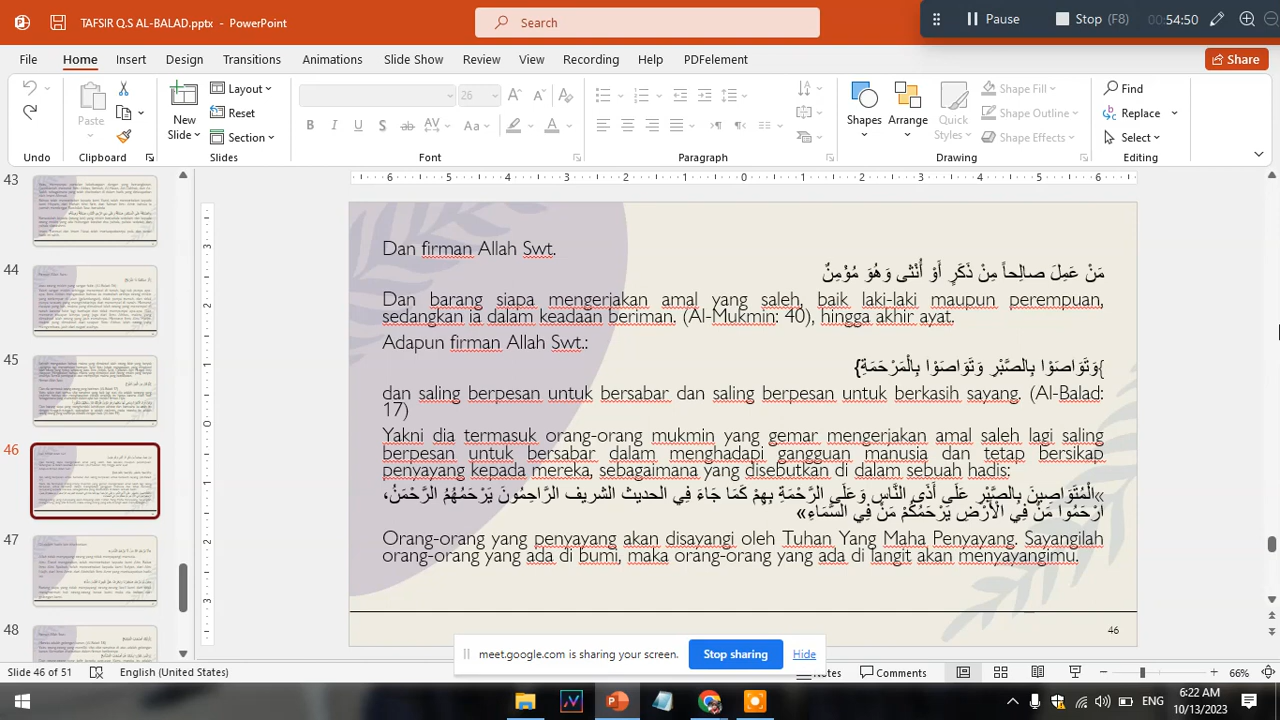 TAFSIR Q.S AL-BALAD.pptx - PowerPoint
Search
Pause
Stop (F8)
00:54:50
File Home Insert Design Transitions Animations Slide Show Review View Recording Help PDFelement
Share
Paste
New Slide
Layout
Reset
Section
26
Shapes
Arrange
Quick Styles
Shape Fill
Shape Outline
Shape Effects
Find
Replace
Select
Undo Clipboard Slides Font Paragraph Drawing Editing
43
44
45
46
47
48
Dan firman Allah Swt.
مَنْ عَمِلَ صالِحاً مِنْ ذَكَرٍ أَوْ أُنْثى وَهُوَ مُؤْمِنٌ
Dan barang siapa mengerjakan amal yang saleh baik laki-laki maupun perempuan,
sedangkan ia dalam keadaan beriman. (Al-Mukmin: 40), hingga akhir ayat.
Adapun firman Allah Swt.:
{وَتَواصَوْا بِالصَّبْرِ وَتَواصَوْا بِالْمَرْحَمَةِ}
dan saling berpesan untuk bersabar dan saling berpesan untuk berkasih sayang. (Al-Balad:
17)
Yakni dia termasuk orang-orang mukmin yang gemar mengerjakan amal saleh lagi saling
berpesan untuk bersabar dalam menghadapi gangguan manusia dan tetap bersikap
penyayang kepada mereka, sebagaimana yang disebutkan di dalam sebuah hadis:
«الْمُتَوَاصِينَ بِالصَّبْرِ عَلَى أَذَى النَّاسِ وَعَلَى الرَّحْمَةِ بِهِمْ كَمَا جَاءَ فِي الحديث الشريف الرَّاحِمُونَ يَرْحَمُهُمُ الرَّحْمَنُ
ارْحَمُوا مَنْ فِي الْأَرْضِ يَرْحَمُكُمْ مَنْ فِي السَّمَاءِ»
Orang-orang yang penyayang akan disayangi oleh Tuhan Yang Maha Penyayang. Sayangilah
orang-orang yang ada di bumi, maka orang-orang yang ada di langit akan menyayangimu.
46
meet.google.com is sharing your screen.
Stop sharing
Hide
Slide 46 of 51
English (United States)
Notes
Comments
66%
ENG
6:22 AM
10/13/2023